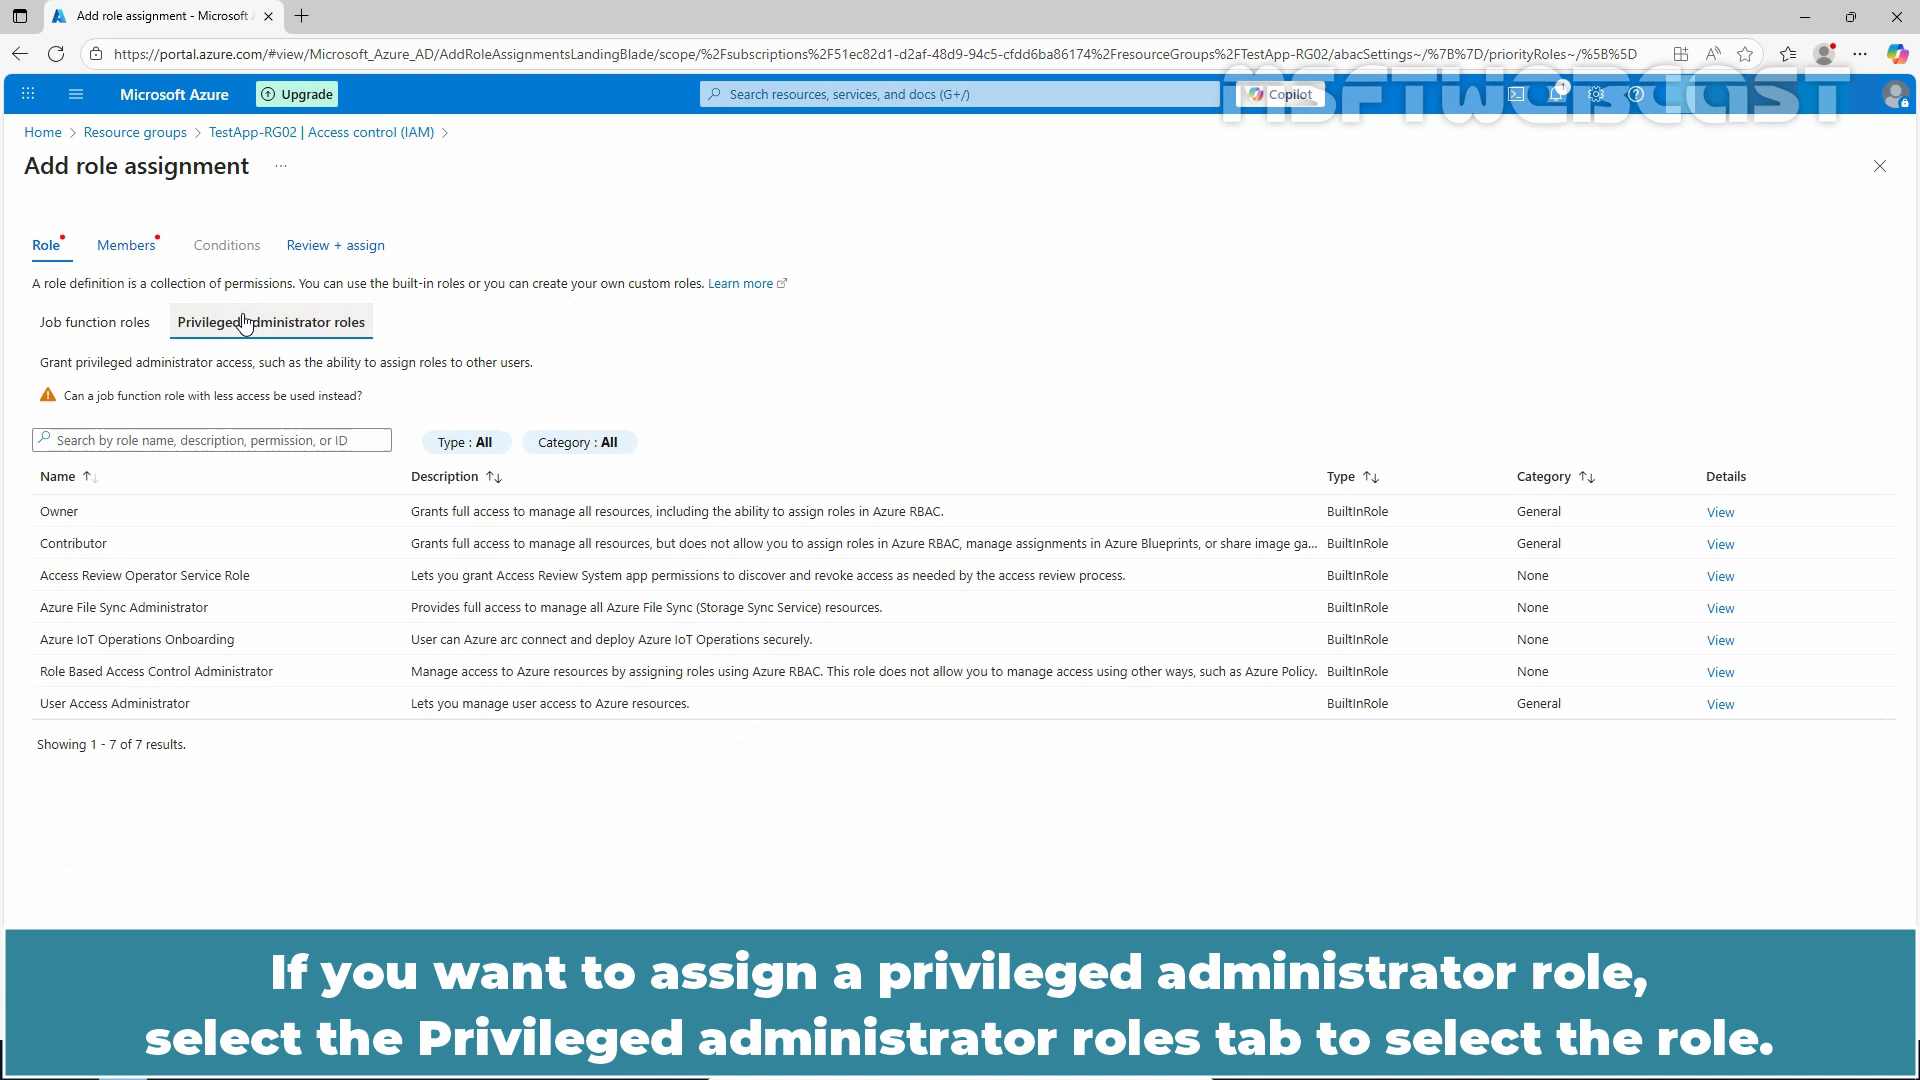 Add role assignment - Microsoft A
https://portal.azure.com/#view/Microsoft_Azure_AD/AddRoleAssignmentsLandingBlade/scope/%2Fsubscriptions%2F51ec82d1-d2af-48d9-94c5-cfdd6ba86174%2FresourceGroups%2FTestApp-RG02/abacSettings~/%7B%7D/priorityRoles~/%5B%5D
Microsoft Azure Upgrade Search resources, services, and docs (G+/) Copilot 1
MSFTWEBCAST
Home > Resource groups > TestApp-RG02 | Access control (IAM) >
Add role assignment ...
Role Members Conditions Review + assign
A role definition is a collection of permissions. You can use the built-in roles or you can create your own custom roles. Learn more
Job function roles Privileged administrator roles
Grant privileged administrator access, such as the ability to assign roles to other users.
Can a job function role with less access be used instead?
Search by role name, description, permission, or ID Type : All Category : All
Name Description Type Category Details
Owner Grants full access to manage all resources, including the ability to assign roles in Azure RBAC. BuiltInRole General View
Contributor Grants full access to manage all resources, but does not allow you to assign roles in Azure RBAC, manage assignments in Azure Blueprints, or share image ga... BuiltInRole General View
Access Review Operator Service Role Lets you grant Access Review System app permissions to discover and revoke access as needed by the access review process. BuiltInRole None View
Azure File Sync Administrator Provides full access to manage all Azure File Sync (Storage Sync Service) resources. BuiltInRole None View
Azure IoT Operations Onboarding User can Azure arc connect and deploy Azure IoT Operations securely. BuiltInRole None View
Role Based Access Control Administrator Manage access to Azure resources by assigning roles using Azure RBAC. This role does not allow you to manage access using other ways, such as Azure Policy. BuiltInRole None View
User Access Administrator Lets you manage user access to Azure resources. BuiltInRole General View
Showing 1 - 7 of 7 results.
If you want to assign a privileged administrator role,
select the Privileged administrator roles tab to select the role.